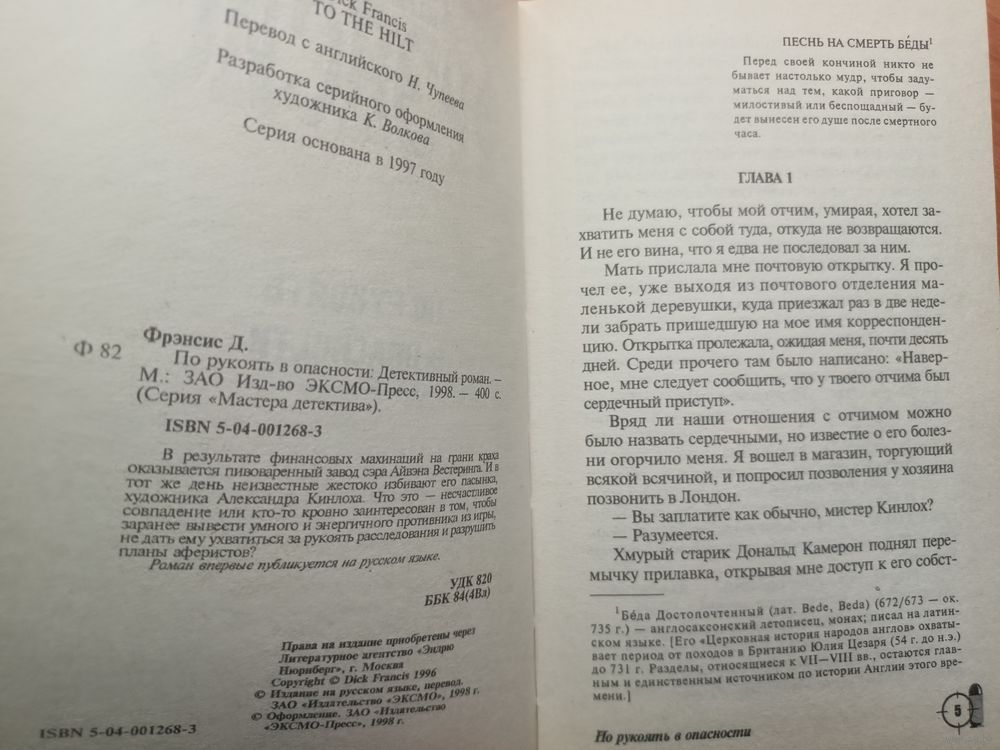 Dick Francis
TO THE HILT
Перевод с английского Н. Чупеева
Разработка серийного оформления
художника К. Волкова
Серия основана в 1997 году
Фрэнсис Д.
Ф 82
По рукоять в опасности: Детективный роман. –
М.: ЗАО Изд-во ЭКСМО-Пресс, 1998. — 400 с.
(Серия «Мастера детектива»).
ISBN 5-04-001268-3
В результате финансовых махинаций на грани краха
оказывается пивоваренный завод сэра Айвэна Вестеринга. И в
тот же день неизвестные жестоко избивают его пасынка,
художника Александра Кинлоха. Что это — несчастливое
совпадение или кто-то кровно заинтересован в том, чтобы
заранее вывести умного и энергичного противника из игры,
не дать ему ухватиться за рукоять расследования и разрушить
планы аферистов?
Роман впервые публикуется на русском языке.
УДК 820
ББК 84(4Вл)
Права на издание приобретены через
Литературное агентство «Эндрю
Нюрнберг», г. Москва
Copyright © Dick Francis 1996
© Издание на русском языке, перевод.
ЗАО «Издательство «ЭКСМО», 1998 г.
© Оформление. ЗАО «Издательство
«ЭКСМО-Пресс», 1998 г.
ISBN 5-04-001268-3
ПЕСНЬ НА СМЕРТЬ БЕ́ДЫ¹
Перед своей кончиной никто не
бывает настолько мудр, чтобы заду-
маться над тем, какой приговор —
милостивый или беспощадный — бу-
дет вынесен его душе после смертного
часа.
ГЛАВА 1
Не думаю, чтобы мой отчим, умирая, хотел за-
хватить меня с собой туда, откуда не возвращаются.
И не его вина, что я едва не последовал за ним.
Мать прислала мне почтовую открытку. Я про-
чел ее, уже выходя из почтового отделения ма-
ленькой деревушки, куда приезжал раз в две неде-
ли забрать пришедшую на мое имя корреспонден-
цию. Открытка пролежала, ожидая меня, почти десять
дней. Среди прочего там было написано: «Навер-
ное, мне следует сообщить, что у твоего отчима был
сердечный приступ».
Вряд ли наши отношения с отчимом можно
было назвать сердечными, но известие о его болез-
ни огорчило меня. Я вошел в магазин, торгующий
всякой всячиной, и попросил позволения у хозяина
позвонить в Лондон.
— Вы заплатите как обычно, мистер Кинлох?
— Разумеется.
Хмурый старик Дональд Камерон поднял пере-
мычку прилавка, открывая мне доступ к его собст-
¹Бе́да Достопочтенный (лат. Bede, Beda) (672/673 — ок.
735 г.) — англосаксонский летописец, монах; писал на латин-
ском языке. [Его «Церковная история народов англов» охваты-
вает период от походов в Британию Юлия Цезаря (54 г. до н.э.)
до 731 г. Разделы, относящиеся к VII—VIII вв., остаются глав-
ным и единственным источником по истории Англии этого вре-
мени.]
По рукоять в опасности
5